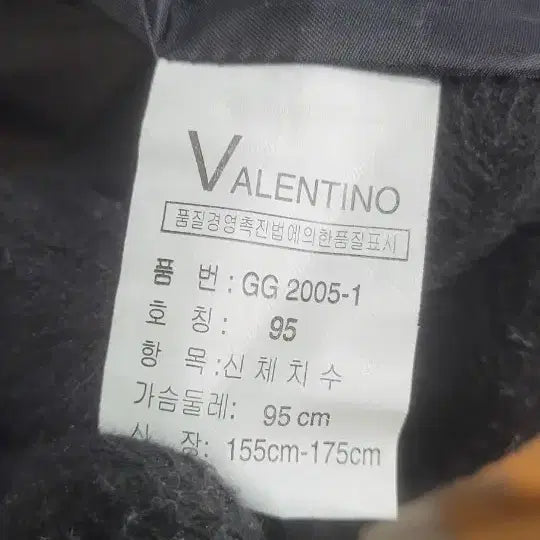 VALENTINO
품질경영촉진법에의한품질표시
품 번 : GG 2005-1
호 칭 : 95
항 목 : 신 체 치 수
가슴둘레: 95 cm
신 장: 155cm-175cm